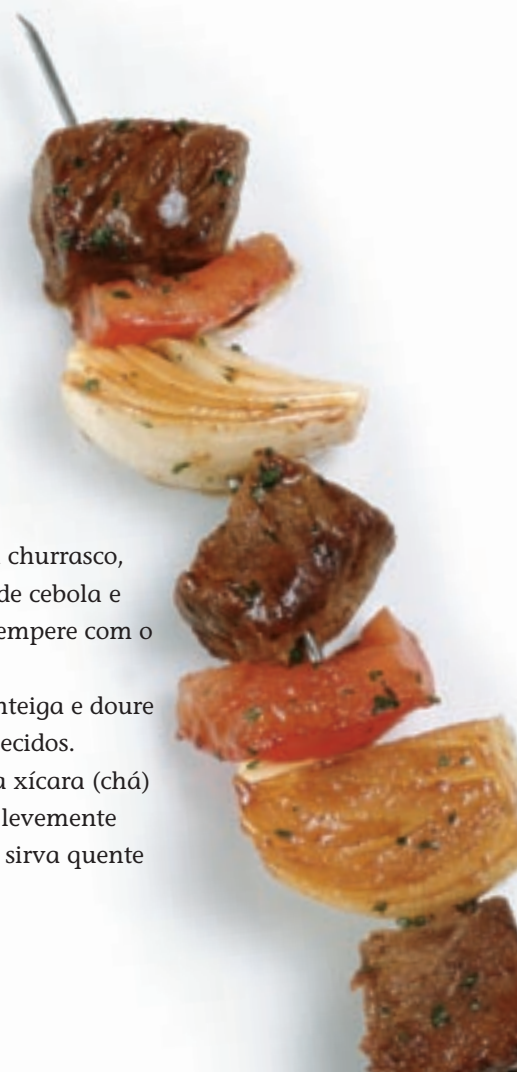 churrasco,
de cebola e
empere com o
nteiga e doure
ecidos.
a xícara (chá)
levemente
sirva quente